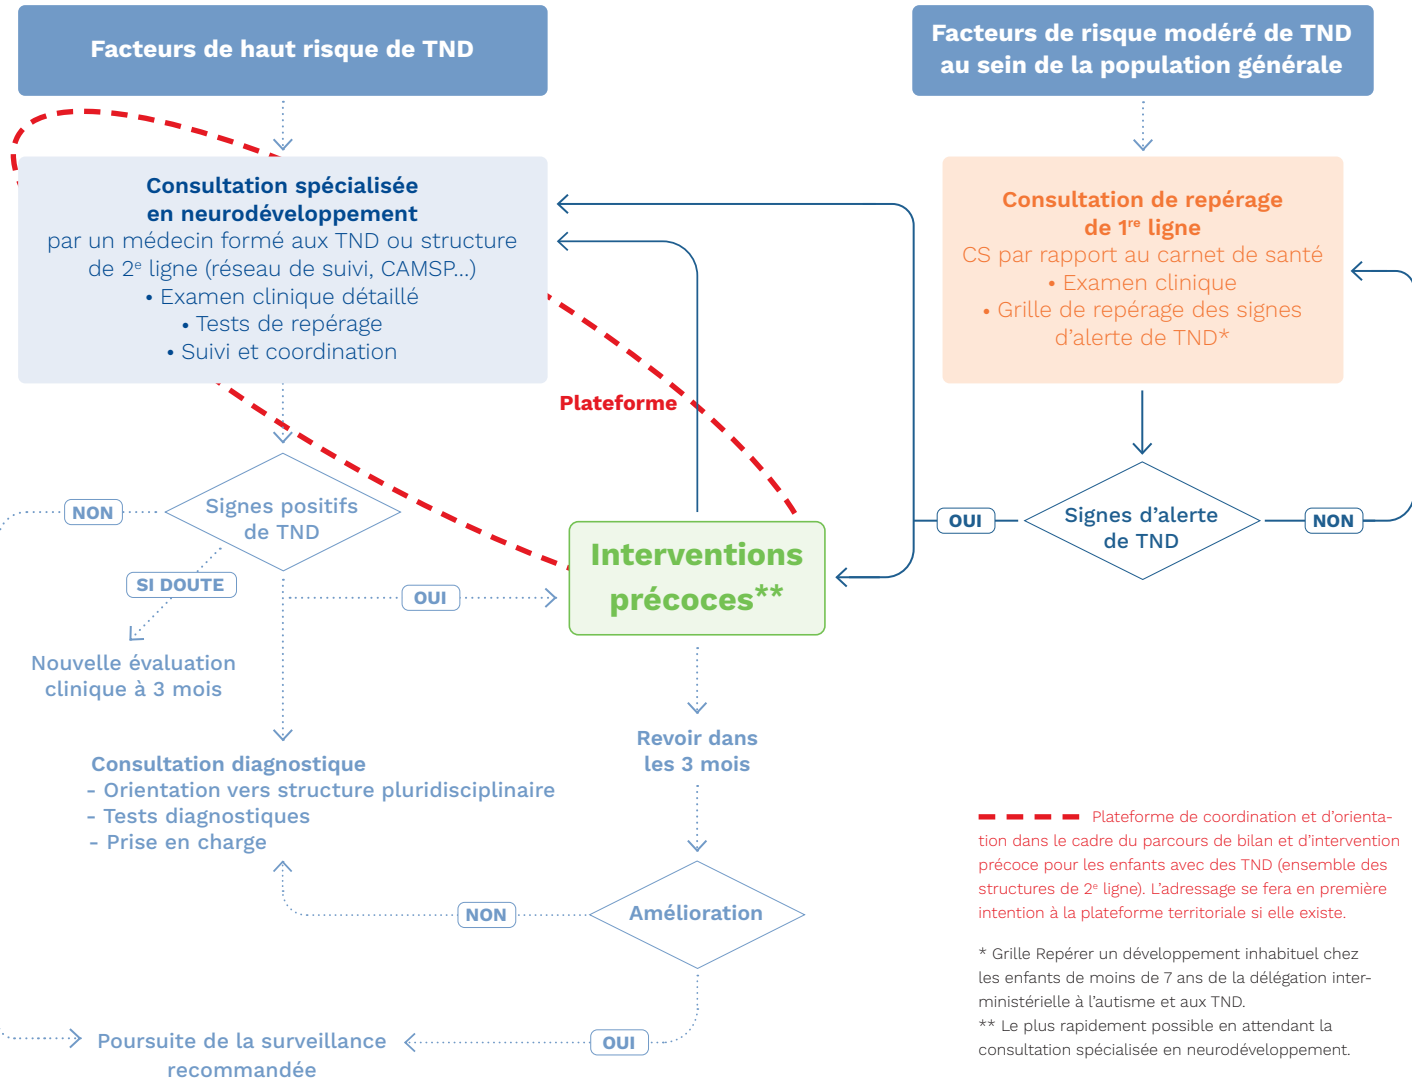 Facteurs de haut risque de TND
Facteurs de risque modéré de TND
au sein de la population générale
Consultation spécialisée
en neurodéveloppement
par un médecin formé aux TND ou structure
de 2e ligne (réseau de suivi, CAMSP...)
• Examen clinique détaillé
• Tests de repérage
• Suivi et coordination
Consultation de repérage
de 1re ligne
CS par rapport au carnet de santé
• Examen clinique
• Grille de repérage des signes
d’alerte de TND*
Plateforme
Signes positifs
de TND
NON
SI DOUTE
OUI
Nouvelle évaluation
clinique à 3 mois
Interventions
précoces**
OUI
Signes d’alerte
de TND
NON
Consultation diagnostique
- Orientation vers structure pluridisciplinaire
- Tests diagnostiques
- Prise en charge
Revoir dans
les 3 mois
NON
Amélioration
OUI
Poursuite de la surveillance
recommandée
Plateforme de coordination et d’orienta-
tion dans le cadre du parcours de bilan et d’intervention
précoce pour les enfants avec des TND (ensemble des
structures de 2e ligne). L’adressage se fera en première
intention à la plateforme territoriale si elle existe.
* Grille Repérer un développement inhabituel chez
les enfants de moins de 7 ans de la délégation inter-
ministérielle à l’autisme et aux TND.
** Le plus rapidement possible en attendant la
consultation spécialisée en neurodéveloppement.